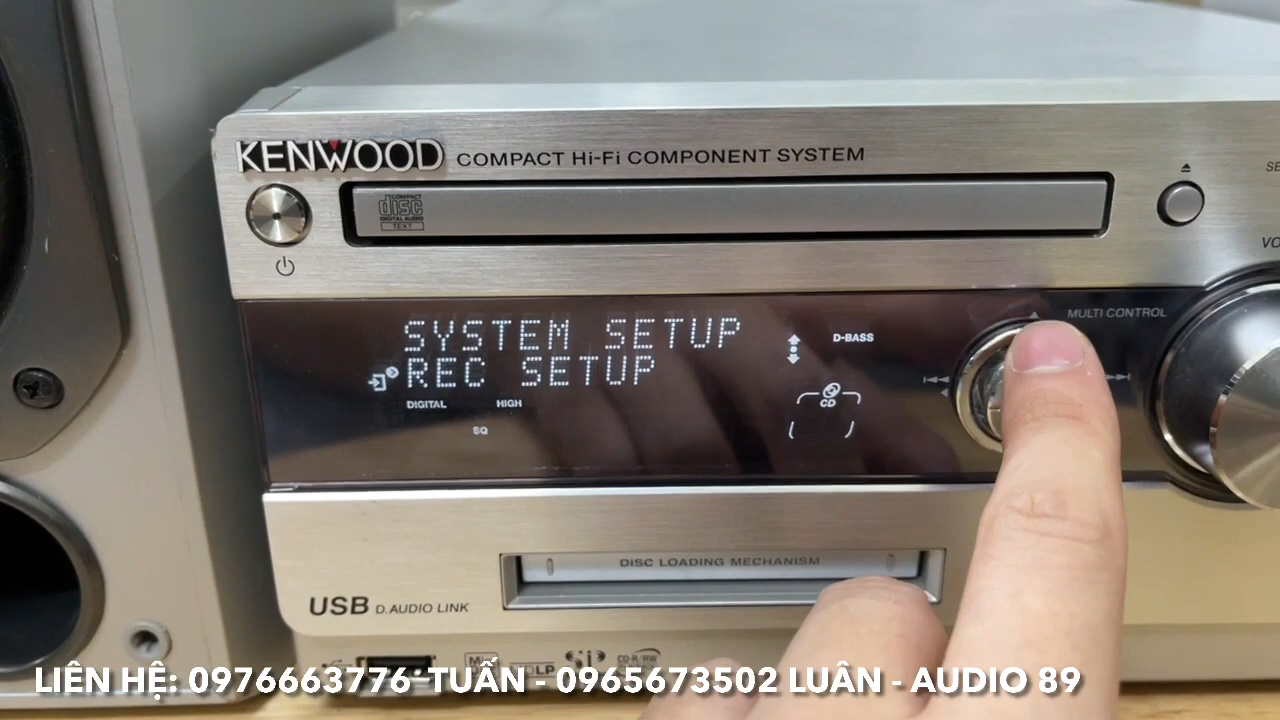 KENWOOD COMPACT Hi-Fi COMPONENT SYSTEM
COMPACT
disc
DIGITAL AUDIO
TEXT
MULTI CONTROL
SYSTEM SETUP
D-BASS
REC SETUP
CD
DIGITAL HIGH
SQ
DISC LOADING MECHANISM
USB D.AUDIO LINK
LIÊN HỆ: 0976663776 TUẤN - 0965673502 LUÂN - AUDIO 89